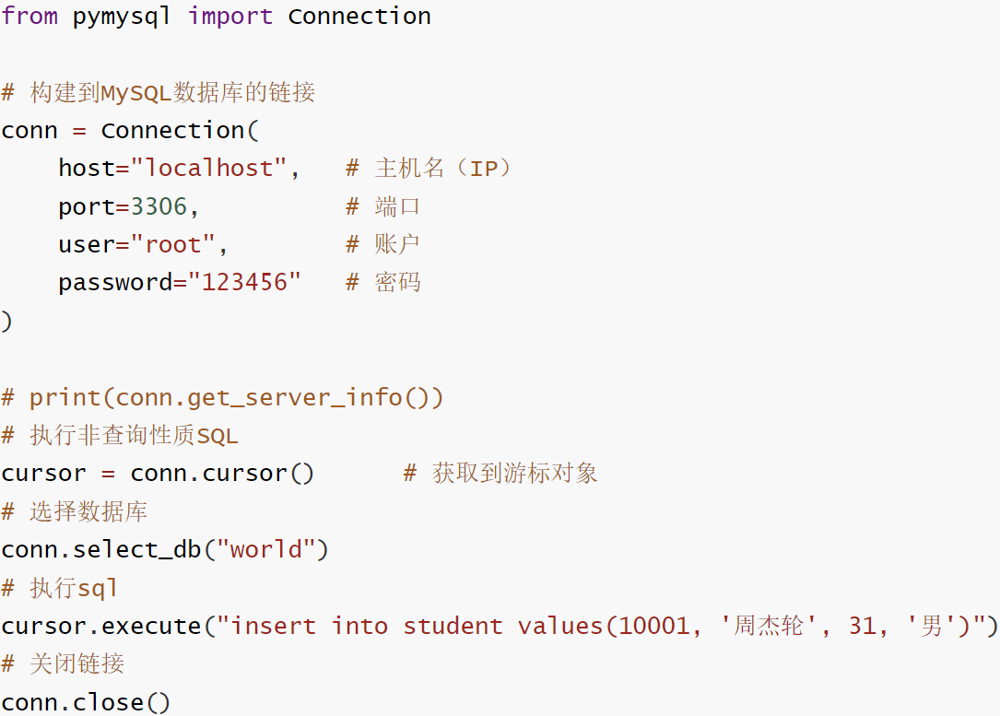 from pymysql import Connection
# 构建到MySQL数据库的链接
conn = Connection(
    host="localhost",   # 主机名（IP）
    port=3306,          # 端口
    user="root",        # 账户
    password="123456"   # 密码
)
# print(conn.get_server_info())
# 执行非查询性质SQL
cursor = conn.cursor()      # 获取到游标对象
# 选择数据库
conn.select_db("world")
# 执行sql
cursor.execute("insert into student values(10001, '周杰轮', 31, '男')")
# 关闭链接
conn.close()